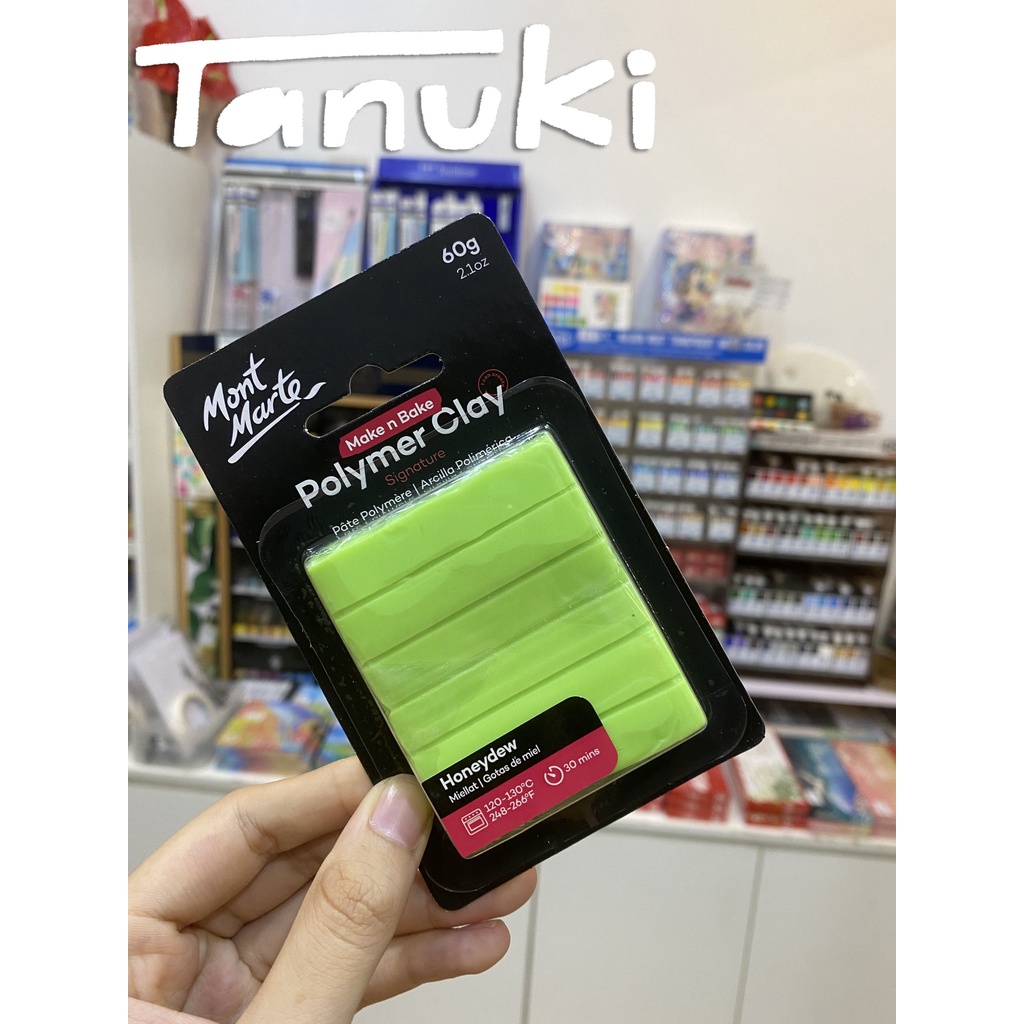 Tanuki
60g
2.1oz
Mont
Marte
Make n Bake
Polymer Clay
Signature
Pâte Polymère | Arcilla Polimérica
Honeydew
Miellat | Gotas de miel
120-130°C
248-266°F
30 mins